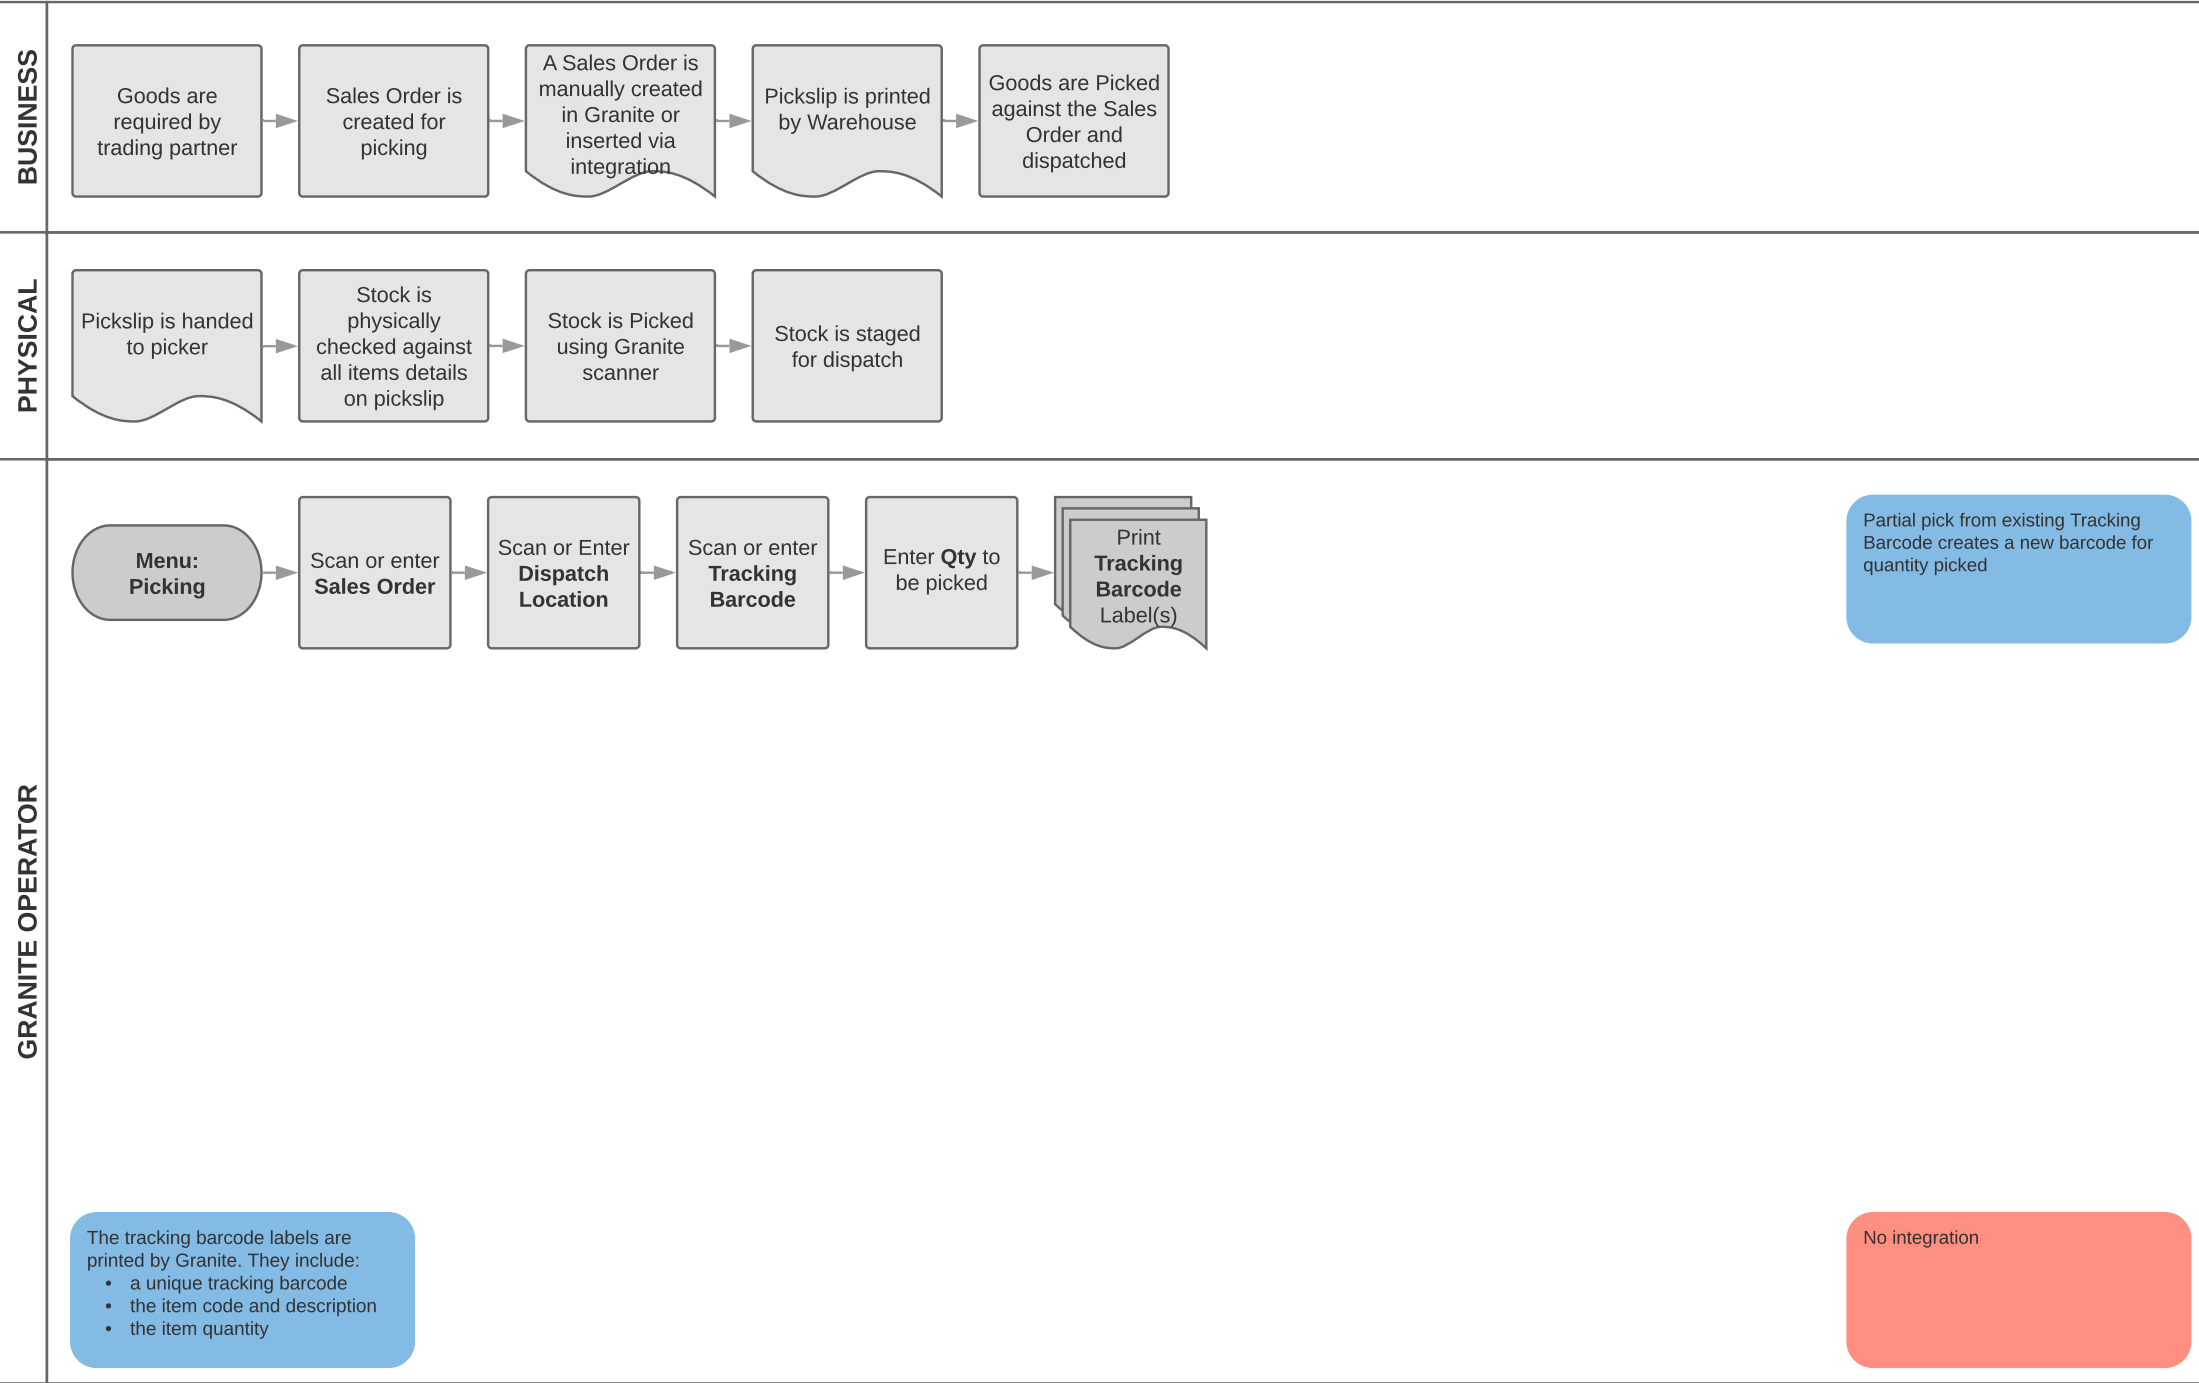 BUSINESS
Goods are
required by
trading partner
Sales Order is
created for
picking
A Sales Order is
manually created
in Granite or
inserted via
integration
Pickslip is printed
by Warehouse
Goods are Picked
against the Sales
Order and
dispatched
PHYSICAL
Pickslip is handed
to picker
Stock is
physically
checked against
all items details
on pickslip
Stock is Picked
using Granite
scanner
Stock is staged
for dispatch
GRANITE OPERATOR
Menu:
Picking
Scan or enter
Sales Order
Scan or Enter
Dispatch
Location
Scan or enter
Tracking
Barcode
Enter Qty to
be picked
Print
Tracking
Barcode
Label(s)
Partial pick from existing Tracking
Barcode creates a new barcode for
quantity picked
The tracking barcode labels are
printed by Granite. They include:
• a unique tracking barcode
• the item code and description
• the item quantity
No integration